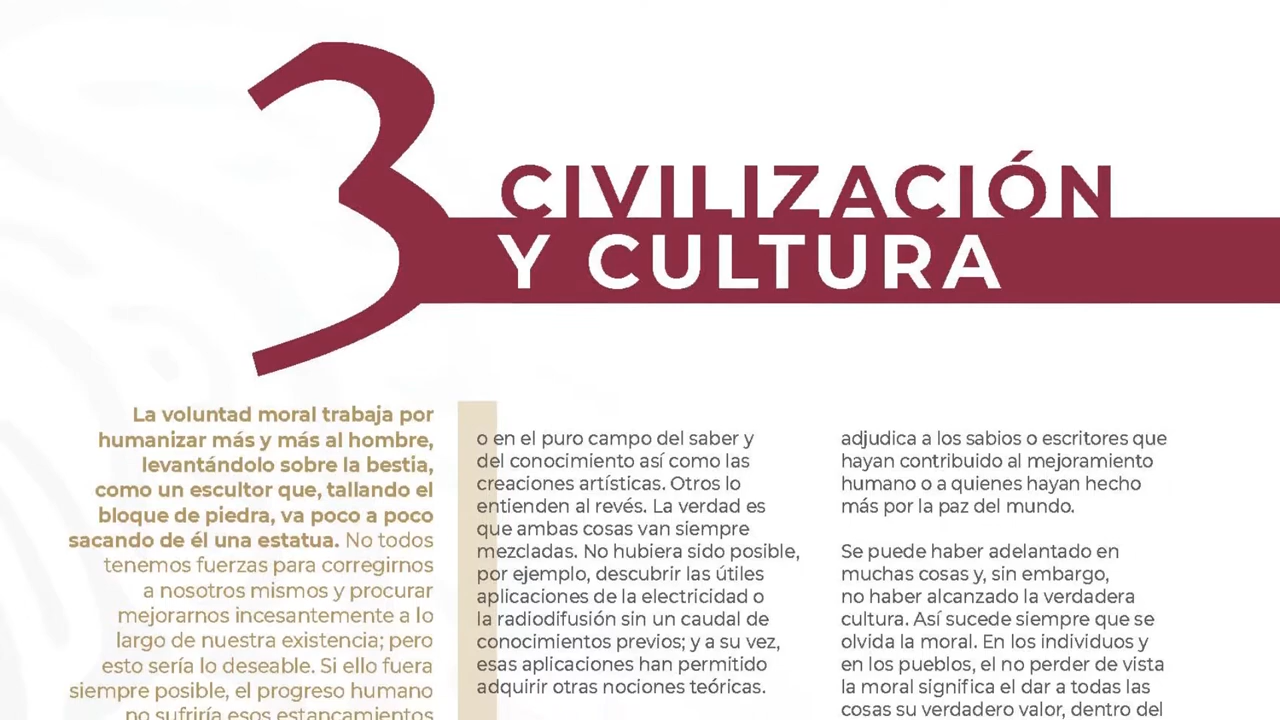 3
CIVILIZACIÓN
Y CULTURA
La voluntad moral trabaja por
humanizar más y más al hombre,
levantándolo sobre la bestia,
como un escultor que, tallando el
bloque de piedra, va poco a poco
sacando de él una estatua. No todos
tenemos fuerzas para corregirnos
a nosotros mismos y procurar
mejorarnos incesantemente a lo
largo de nuestra existencia; pero
esto sería lo deseable. Si ello fuera
siempre posible, el progreso humano
no sufriría esos estancamientos
o en el puro campo del saber y
del conocimiento así como las
creaciones artísticas. Otros lo
entienden al revés. La verdad es
que ambas cosas van siempre
mezcladas. No hubiera sido posible,
por ejemplo, descubrir las útiles
aplicaciones de la electricidad o
la radiodifusión sin un caudal de
conocimientos previos; y a su vez,
esas aplicaciones han permitido
adquirir otras nociones teóricas.
adjudica a los sabios o escritores que
hayan contribuido al mejoramiento
humano o a quienes hayan hecho
más por la paz del mundo.
Se puede haber adelantado en
muchas cosas y, sin embargo,
no haber alcanzado la verdadera
cultura. Así sucede siempre que se
olvida la moral. En los individuos y
en los pueblos, el no perder de vista
la moral significa el dar a todas las
cosas su verdadero valor, dentro del